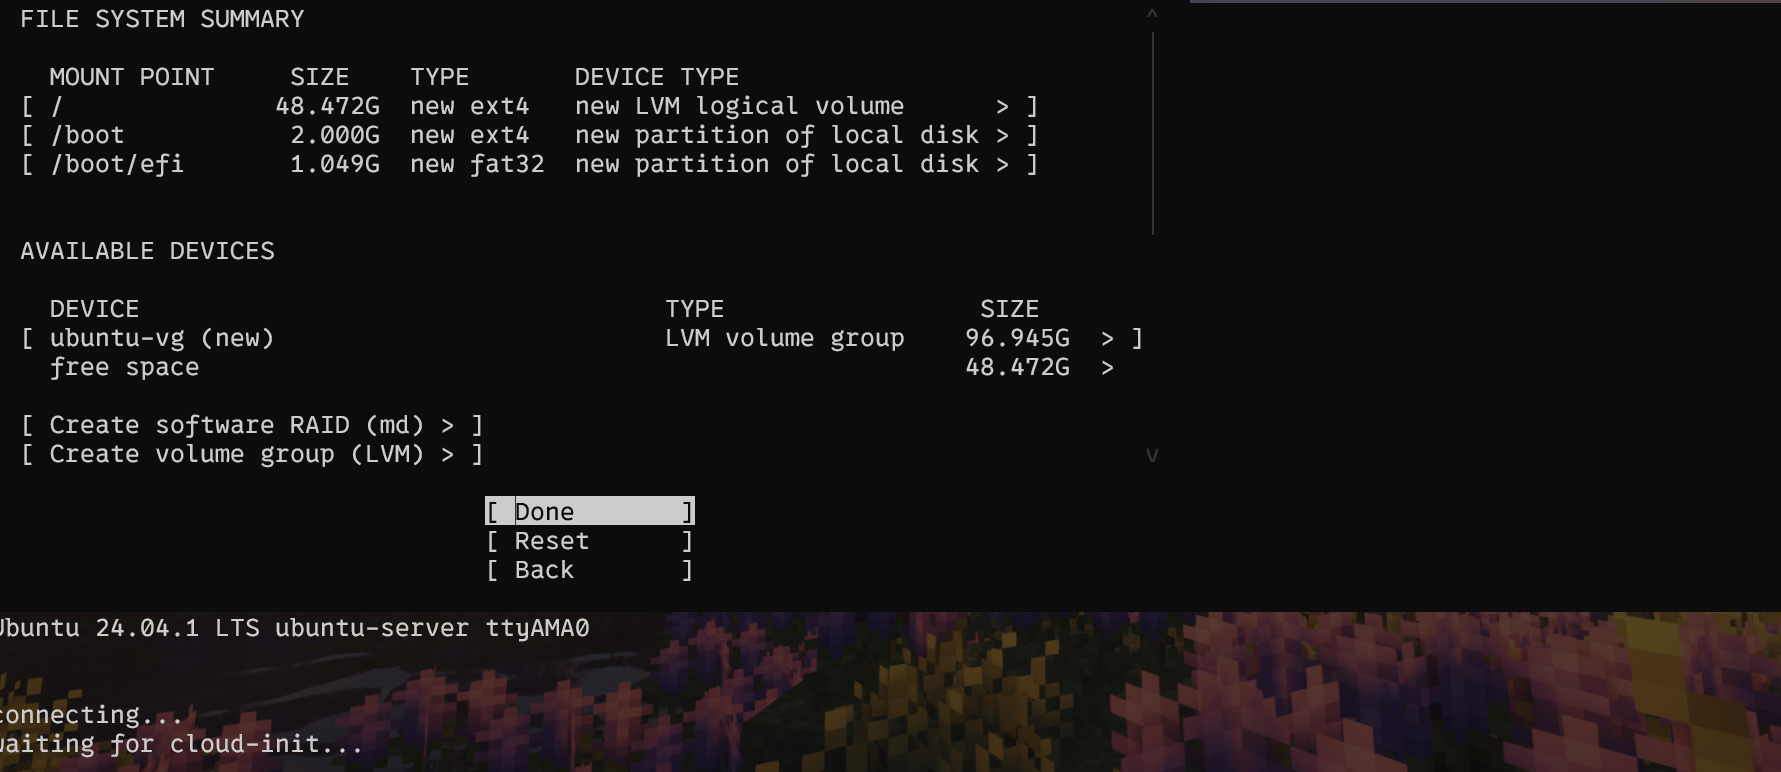 FILE SYSTEM SUMMARY
MOUNT POINT     SIZE    TYPE       DEVICE TYPE
[ /              48.472G  new ext4   new LVM logical volume      > ]
[ /boot           2.000G  new ext4   new partition of local disk > ]
[ /boot/efi       1.049G  new fat32  new partition of local disk > ]
AVAILABLE DEVICES
DEVICE                                   TYPE                 SIZE
[ ubuntu-vg (new)                          LVM volume group    96.945G  > ]
free space                                                   48.472G  >
[ Create software RAID (md) > ]
[ Create volume group (LVM) > ]
[ Done       ]
[ Reset      ]
[ Back       ]
Ubuntu 24.04.1 LTS ubuntu-server ttyAMA0
connecting...
waiting for cloud-init...